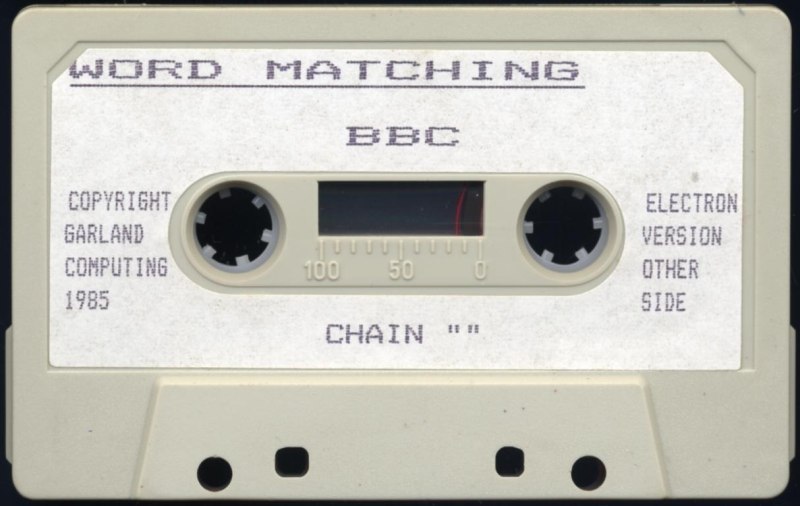 WORD MATCHING
BBC
COPYRIGHT
GARLAND
COMPUTING
1985
ELECTRON
VERSION
OTHER
SIDE
100 50 0
CHAIN ""